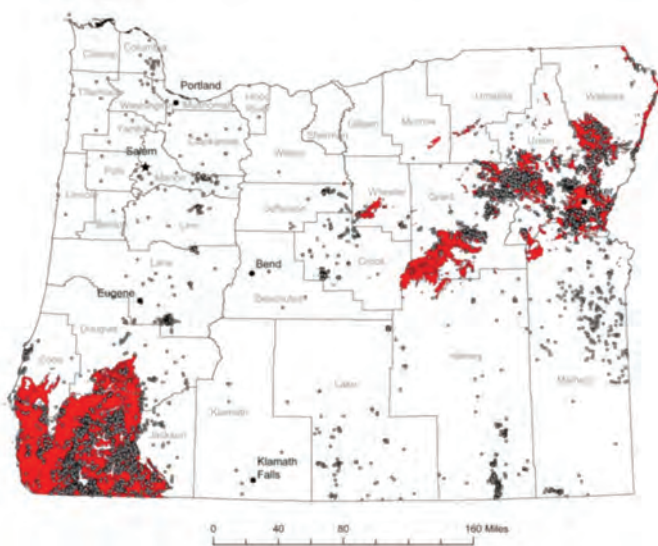 Columbia
Clatsop
Portland
Hood
River
Tillamook
Washington
Multnomah
Umatilla
Wallowa
Gilliam
Morrow
Sherman
Union
Yamhill
Clackamas
Wasco
Salem
Polk
Marion
Wheeler
Grant
Jefferson
Lincoln
Benton
Linn
Crook
Lane
Bend
Eugene
Deschutes
Douglas
Coos
Harney
Malheur
Lake
Klamath
Jackson
Klamath
Falls
0 40 80 160 Miles